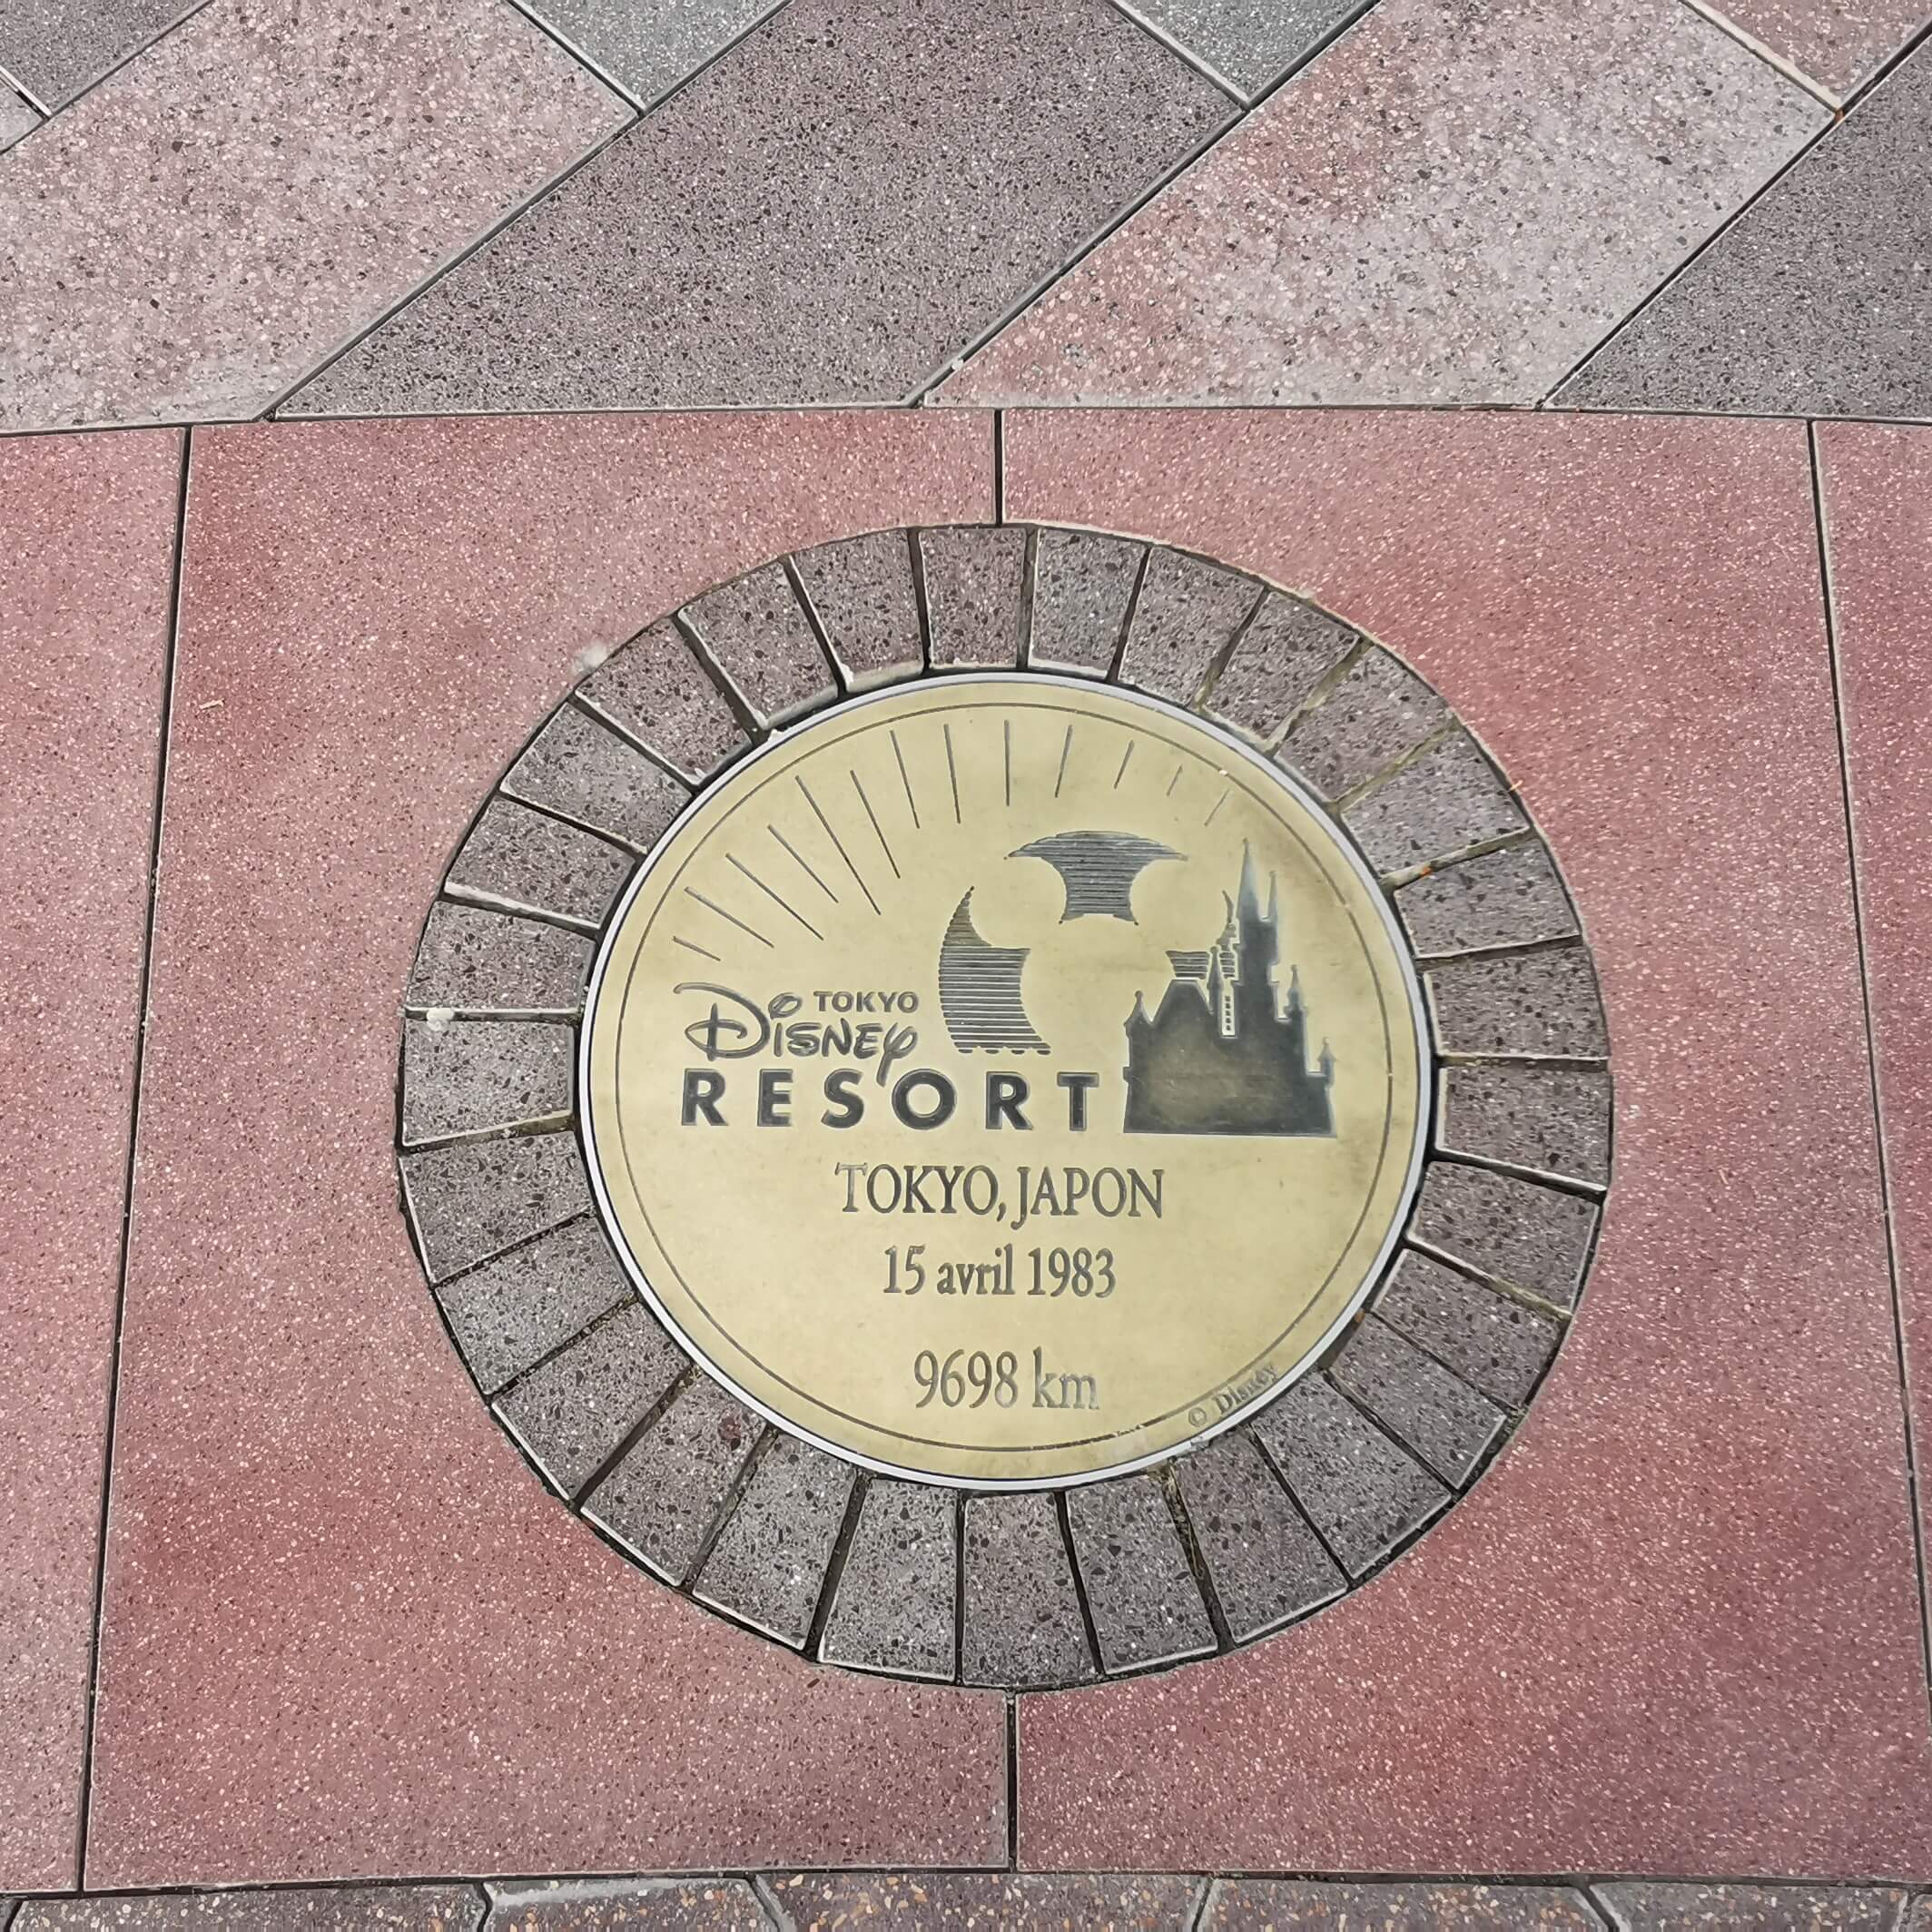 TOKYO
Disney
RESORT
TOKYO, JAPON
15 avril 1983
9698 km
© Disney